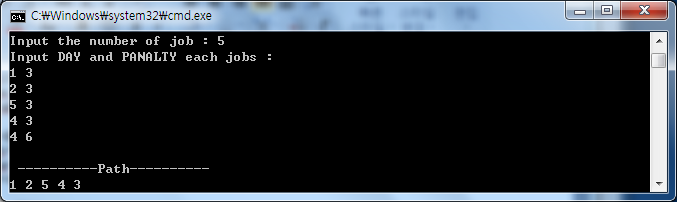 C:₩Windows₩system32₩cmd.exe
Input the number of job : 5
Input DAY and PANALTY each jobs :
1 3
2 3
5 3
4 3
4 6
----------Path----------
1 2 5 4 3